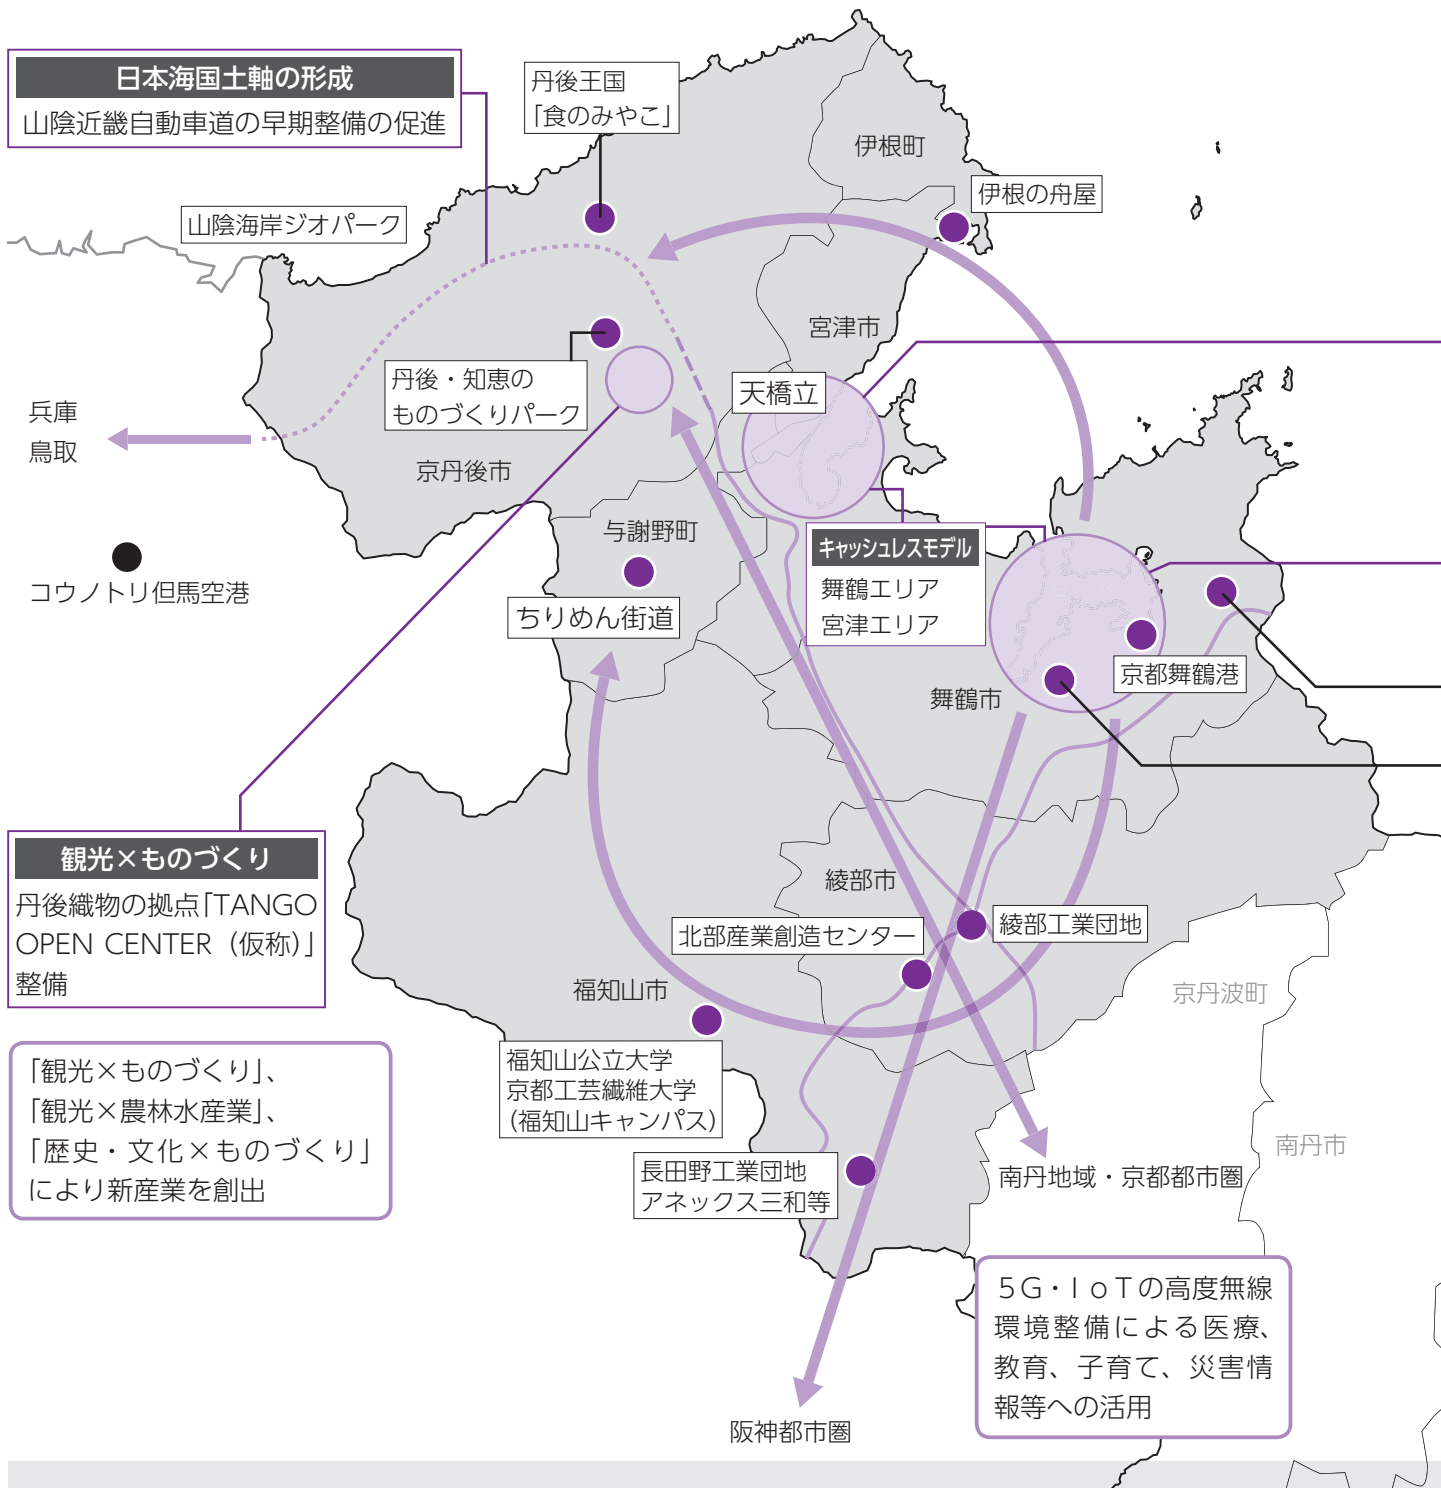 日本海国土軸の形成
山陰近畿自動車道の早期整備の促進
丹後王国
「食のみやこ」
伊根町
伊根の舟屋
山陰海岸ジオパーク
宮津市
天橋立
丹後・知恵の
ものづくりパーク
兵庫
鳥取
京丹後市
与謝野町
キャッシュレスモデル
舞鶴エリア
宮津エリア
コウノトリ但馬空港
ちりめん街道
京都舞鶴港
舞鶴市
観光×ものづくり
丹後織物の拠点「TANGO
OPEN CENTER（仮称）」
整備
綾部市
綾部工業団地
北部産業創造センター
福知山市
京丹波町
「観光×ものづくり」、
「観光×農林水産業」、
「歴史・文化×ものづくり」
により新産業を創出
福知山公立大学
京都工芸繊維大学
（福知山キャンパス）
南丹市
長田野工業団地
アネックス三和等
南丹地域・京都都市圏
５G・ＩｏＴの高度無線
環境整備による医療、
教育、子育て、災害情
報等への活用
阪神都市圏